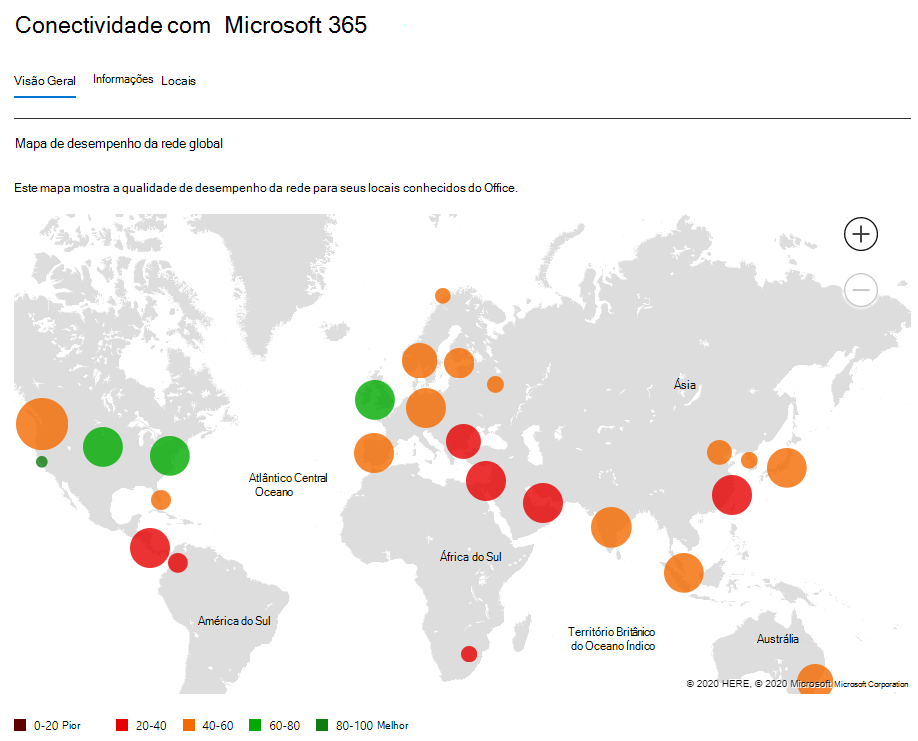 Conectividade com Microsoft 365
Visão Geral Informações Locais
Mapa de desempenho da rede global
Este mapa mostra a qualidade de desempenho da rede para seus locais conhecidos do Office.
Ásia
Atlântico Central
Oceano
África do Sul
América do Sul
Território Britânico
do Oceano Índico
Austrália
© 2020 HERE, © 2020 Microsoft Microsoft Corporation
0-20 Pior 20-40 40-60 60-80 80-100 Melhor